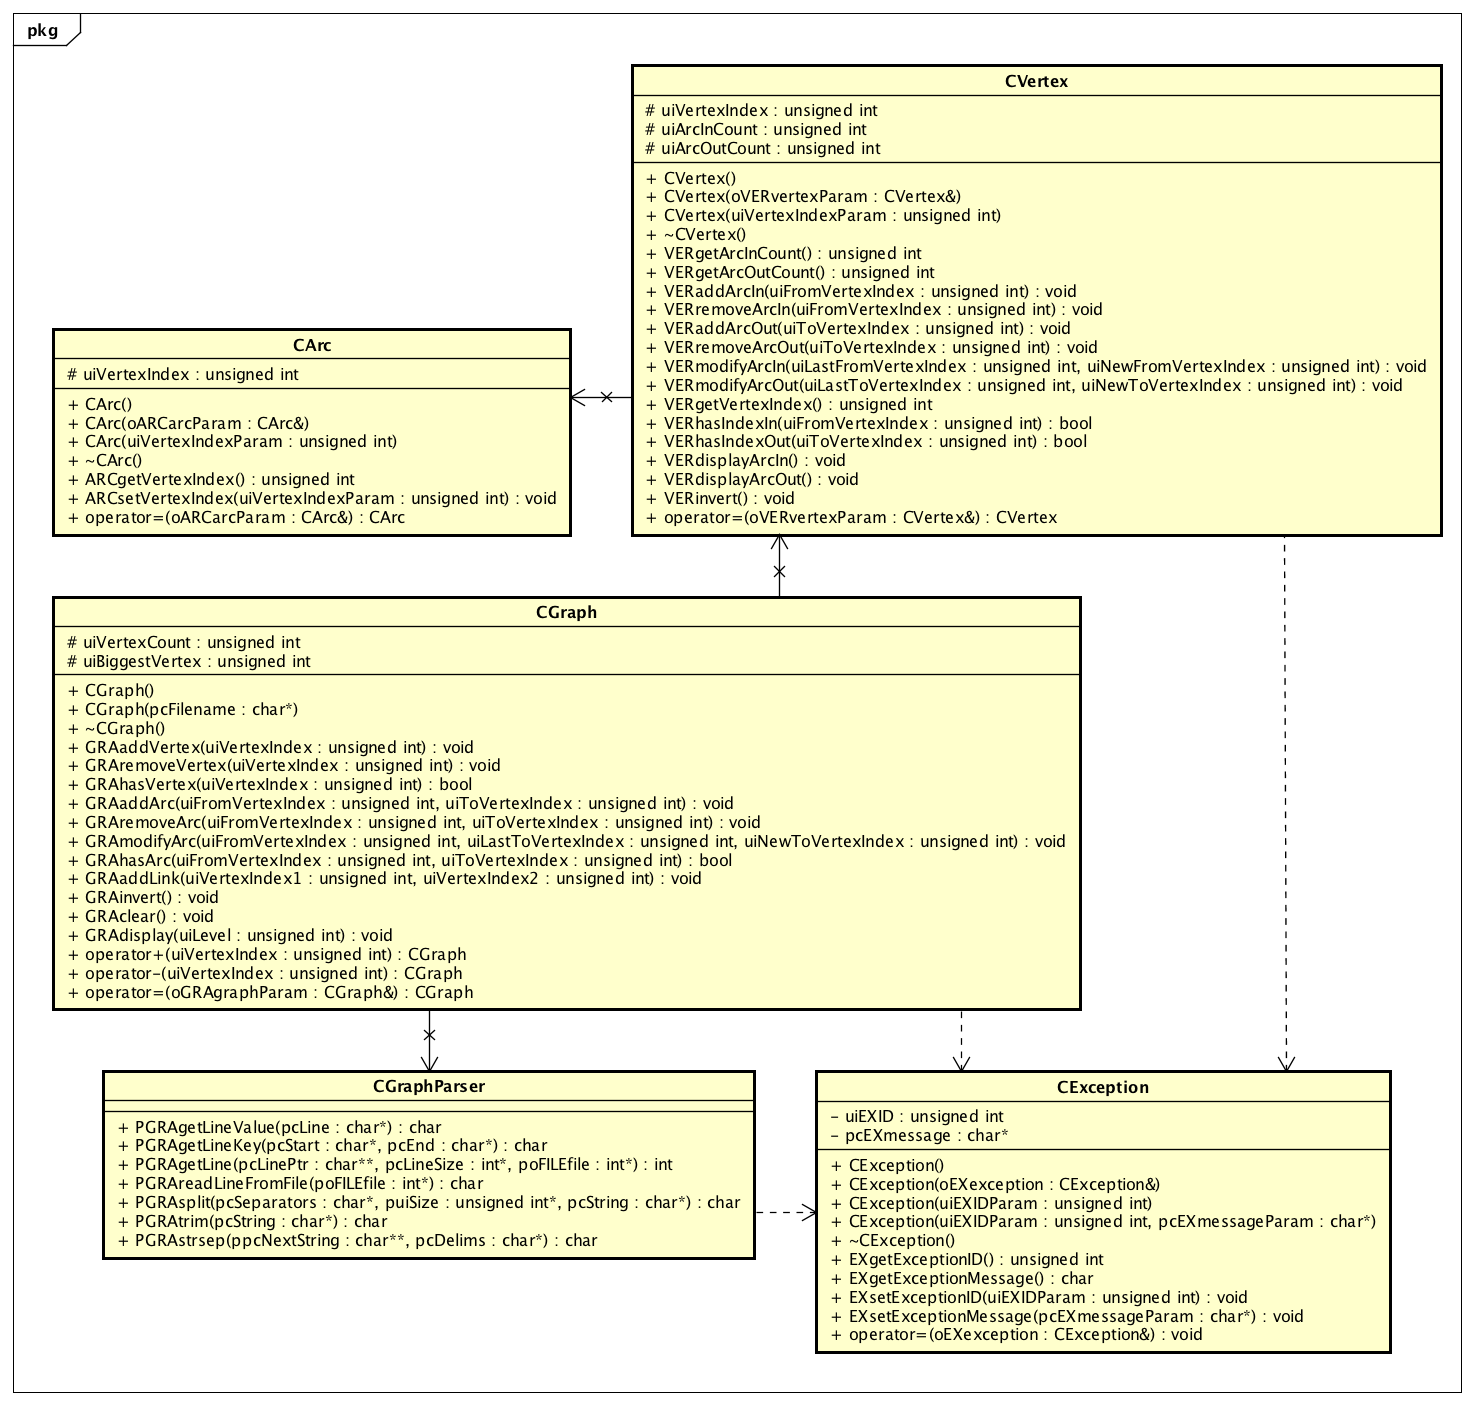 pkg
CVertex
# uiVertexIndex : unsigned int
# uiArcInCount : unsigned int
# uiArcOutCount : unsigned int
+ CVertex()
+ CVertex(oVERvertexParam : CVertex&)
+ CVertex(uiVertexIndexParam : unsigned int)
+ ~CVertex()
+ VERgetArcInCount() : unsigned int
+ VERgetArcOutCount() : unsigned int
+ VERaddArcIn(uiFromVertexIndex : unsigned int) : void
+ VERremoveArcIn(uiFromVertexIndex : unsigned int) : void
+ VERaddArcOut(uiToVertexIndex : unsigned int) : void
+ VERremoveArcOut(uiToVertexIndex : unsigned int) : void
+ VERmodifyArcIn(uiLastFromVertexIndex : unsigned int, uiNewFromVertexIndex : unsigned int) : void
+ VERmodifyArcOut(uiLastToVertexIndex : unsigned int, uiNewToVertexIndex : unsigned int) : void
+ VERgetVertexIndex() : unsigned int
+ VERhasIndexIn(uiFromVertexIndex : unsigned int) : bool
+ VERhasIndexOut(uiToVertexIndex : unsigned int) : bool
+ VERdisplayArcIn() : void
+ VERdisplayArcOut() : void
+ VERinvert() : void
+ operator=(oVERvertexParam : CVertex&) : CVertex
CArc
# uiVertexIndex : unsigned int
+ CArc()
+ CArc(oARCarcParam : CArc&)
+ CArc(uiVertexIndexParam : unsigned int)
+ ~CArc()
+ ARCgetVertexIndex() : unsigned int
+ ARCsetVertexIndex(uiVertexIndexParam : unsigned int) : void
+ operator=(oARCarcParam : CArc&) : CArc
CGraph
# uiVertexCount : unsigned int
# uiBiggestVertex : unsigned int
+ CGraph()
+ CGraph(pcFilename : char*)
+ ~CGraph()
+ GRAaddVertex(uiVertexIndex : unsigned int) : void
+ GRAremoveVertex(uiVertexIndex : unsigned int) : void
+ GRAhasVertex(uiVertexIndex : unsigned int) : bool
+ GRAaddArc(uiFromVertexIndex : unsigned int, uiToVertexIndex : unsigned int) : void
+ GRAremoveArc(uiFromVertexIndex : unsigned int, uiToVertexIndex : unsigned int) : void
+ GRAmodifyArc(uiFromVertexIndex : unsigned int, uiLastToVertexIndex : unsigned int, uiNewToVertexIndex : unsigned int) : void
+ GRAhasArc(uiFromVertexIndex : unsigned int, uiToVertexIndex : unsigned int) : bool
+ GRAaddLink(uiVertexIndex1 : unsigned int, uiVertexIndex2 : unsigned int) : void
+ GRAinvert() : void
+ GRAclear() : void
+ GRAdisplay(uiLevel : unsigned int) : void
+ operator+(uiVertexIndex : unsigned int) : CGraph
+ operator-(uiVertexIndex : unsigned int) : CGraph
+ operator=(oGRAgraphParam : CGraph&) : CGraph
CGraphParser
+ PGRAgetLineValue(pcLine : char*) : char
+ PGRAgetLineKey(pcStart : char*, pcEnd : char*) : char
+ PGRAgetLine(pcLinePtr : char**, pcLineSize : int*, poFILEfile : int*) : int
+ PGRAreadLineFromFile(poFILEfile : int*) : char
+ PGRAsplit(pcSeparators : char*, puiSize : unsigned int*, pcString : char*) : char
+ PGRAtrim(pcString : char*) : char
+ PGRAstrsep(ppcNextString : char**, pcDelims : char*) : char
CException
- uiEXID : unsigned int
- pcEXmessage : char*
+ CException()
+ CException(oEXexception : CException&)
+ CException(uiEXIDParam : unsigned int)
+ CException(uiEXIDParam : unsigned int, pcEXmessageParam : char*)
+ ~CException()
+ EXgetExceptionID() : unsigned int
+ EXgetExceptionMessage() : char
+ EXsetExceptionID(uiEXIDParam : unsigned int) : void
+ EXsetExceptionMessage(pcEXmessageParam : char*) : void
+ operator=(oEXexception : CException&) : void